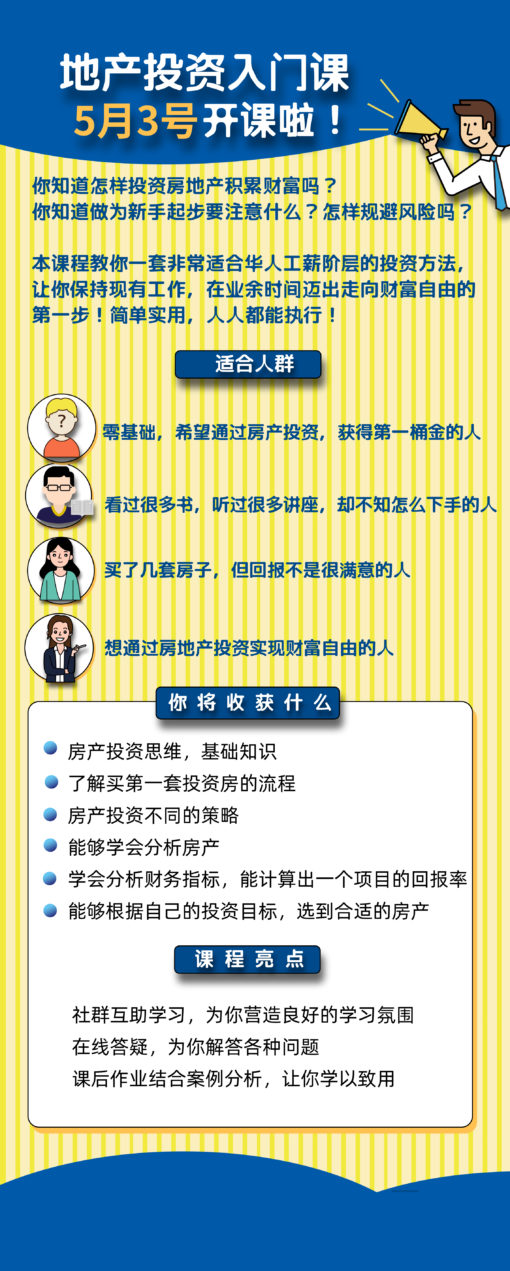 地产投资入门课
5月3号开课啦！
你知道怎样投资房地产积累财富吗？
你知道做为新手起步要注意什么？怎样规避风险吗？
本课程教你一套非常适合华人工薪阶层的投资方法，
让你保持现有工作，在业余时间迈出走向财富自由的
第一步！简单实用，人人都能执行！
适合人群
?
零基础，希望通过房产投资，获得第一桶金的人
看过很多书，听过很多讲座，却不知怎么下手的人
买了几套房子，但回报不是很满意的人
想通过房地产投资实现财富自由的人
你将收获什么
房产投资思维，基础知识
了解买第一套投资房的流程
房产投资不同的策略
能够学会分析房产
学会分析财务指标，能计算出一个项目的回报率
能够根据自己的投资目标，选到合适的房产
课程亮点
社群互助学习，为你营造良好的学习氛围
在线答疑，为你解答各种问题
课后作业结合案例分析，让你学以致用